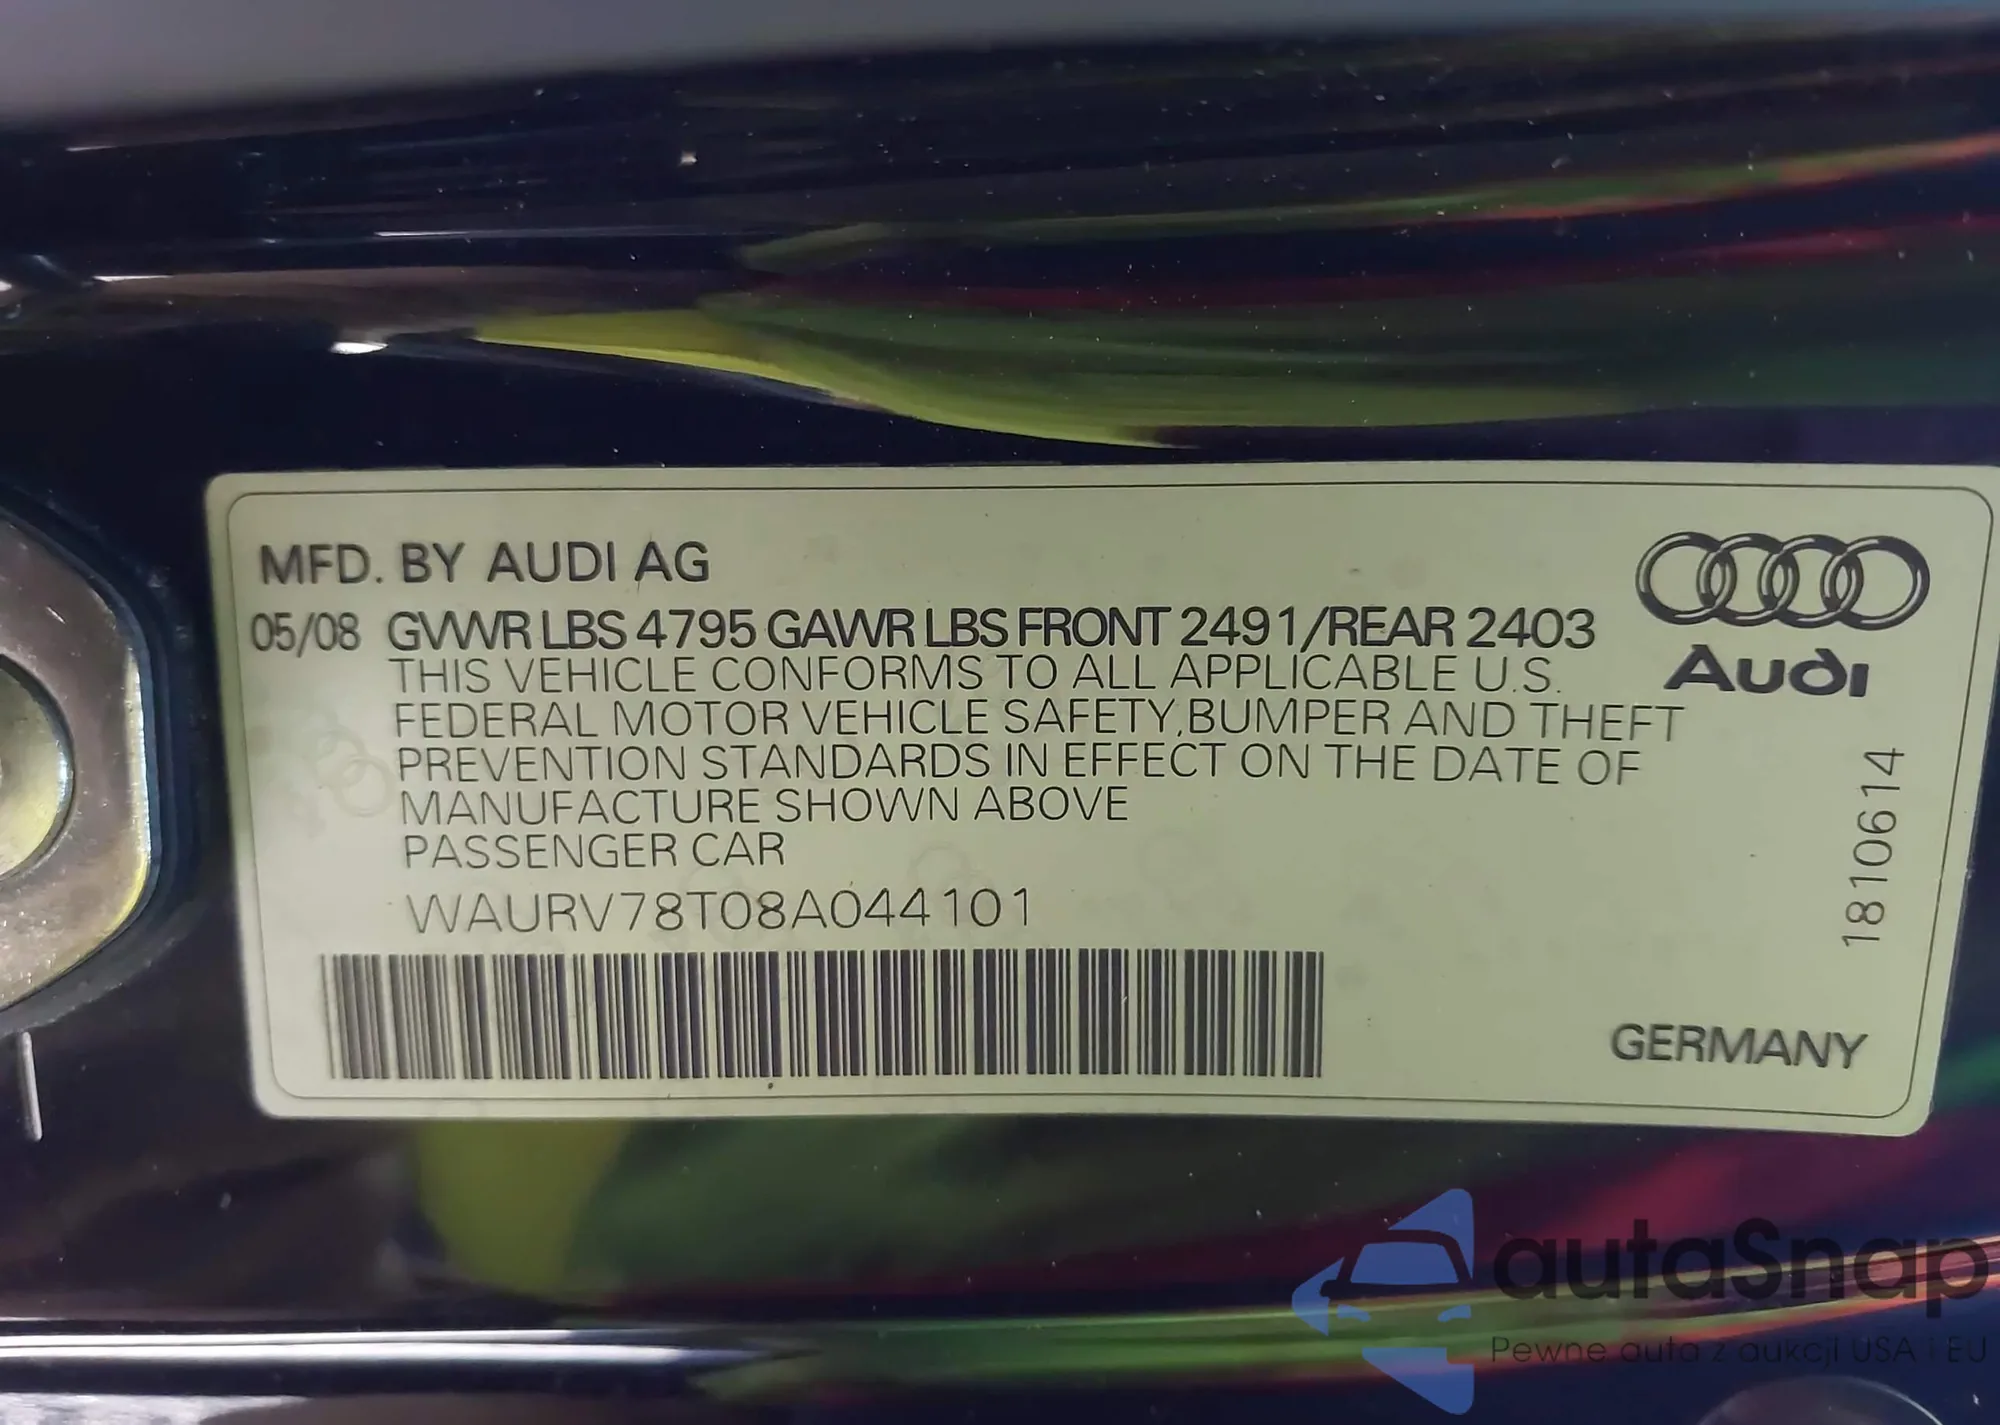 MFD. BY AUDI AG
05/08 GVWR LBS 4795 GAWR LBS FRONT 2491/REAR 2403
THIS VEHICLE CONFORMS TO ALL APPLICABLE U.S.
FEDERAL MOTOR VEHICLE SAFETY,BUMPER AND THEFT
PREVENTION STANDARDS IN EFFECT ON THE DATE OF
MANUFACTURE SHOWN ABOVE
PASSENGER CAR
WAURV78T08A044101
Audi
1810614
GERMANY
autaSnap
Pewne auta z aukcji USA i EU